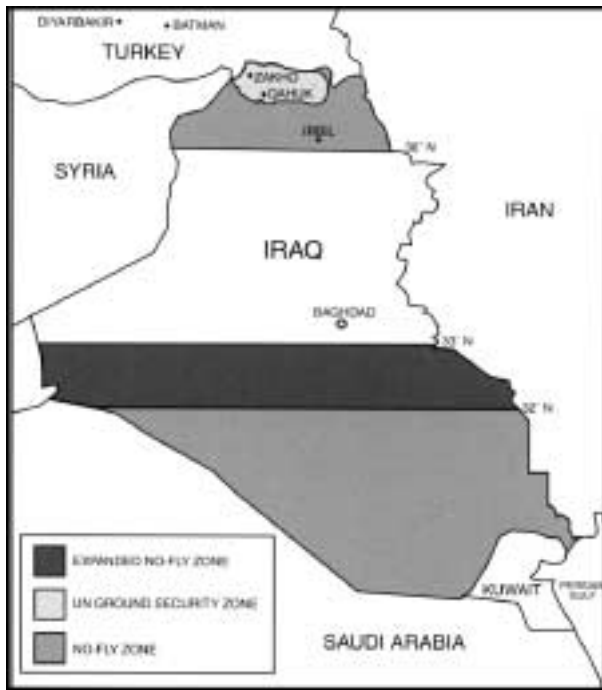 DIYARBAKIR
BATMAN
TURKEY
ZAKHO
DAHUK
IRBIL
36° N
SYRIA
IRAN
IRAQ
BAGHDAD
33° N
32° N
EXPANDED NO-FLY ZONE
UN GROUND SECURITY ZONE
NO-FLY ZONE
KUWAIT
PERSIAN
GULF
SAUDI ARABIA